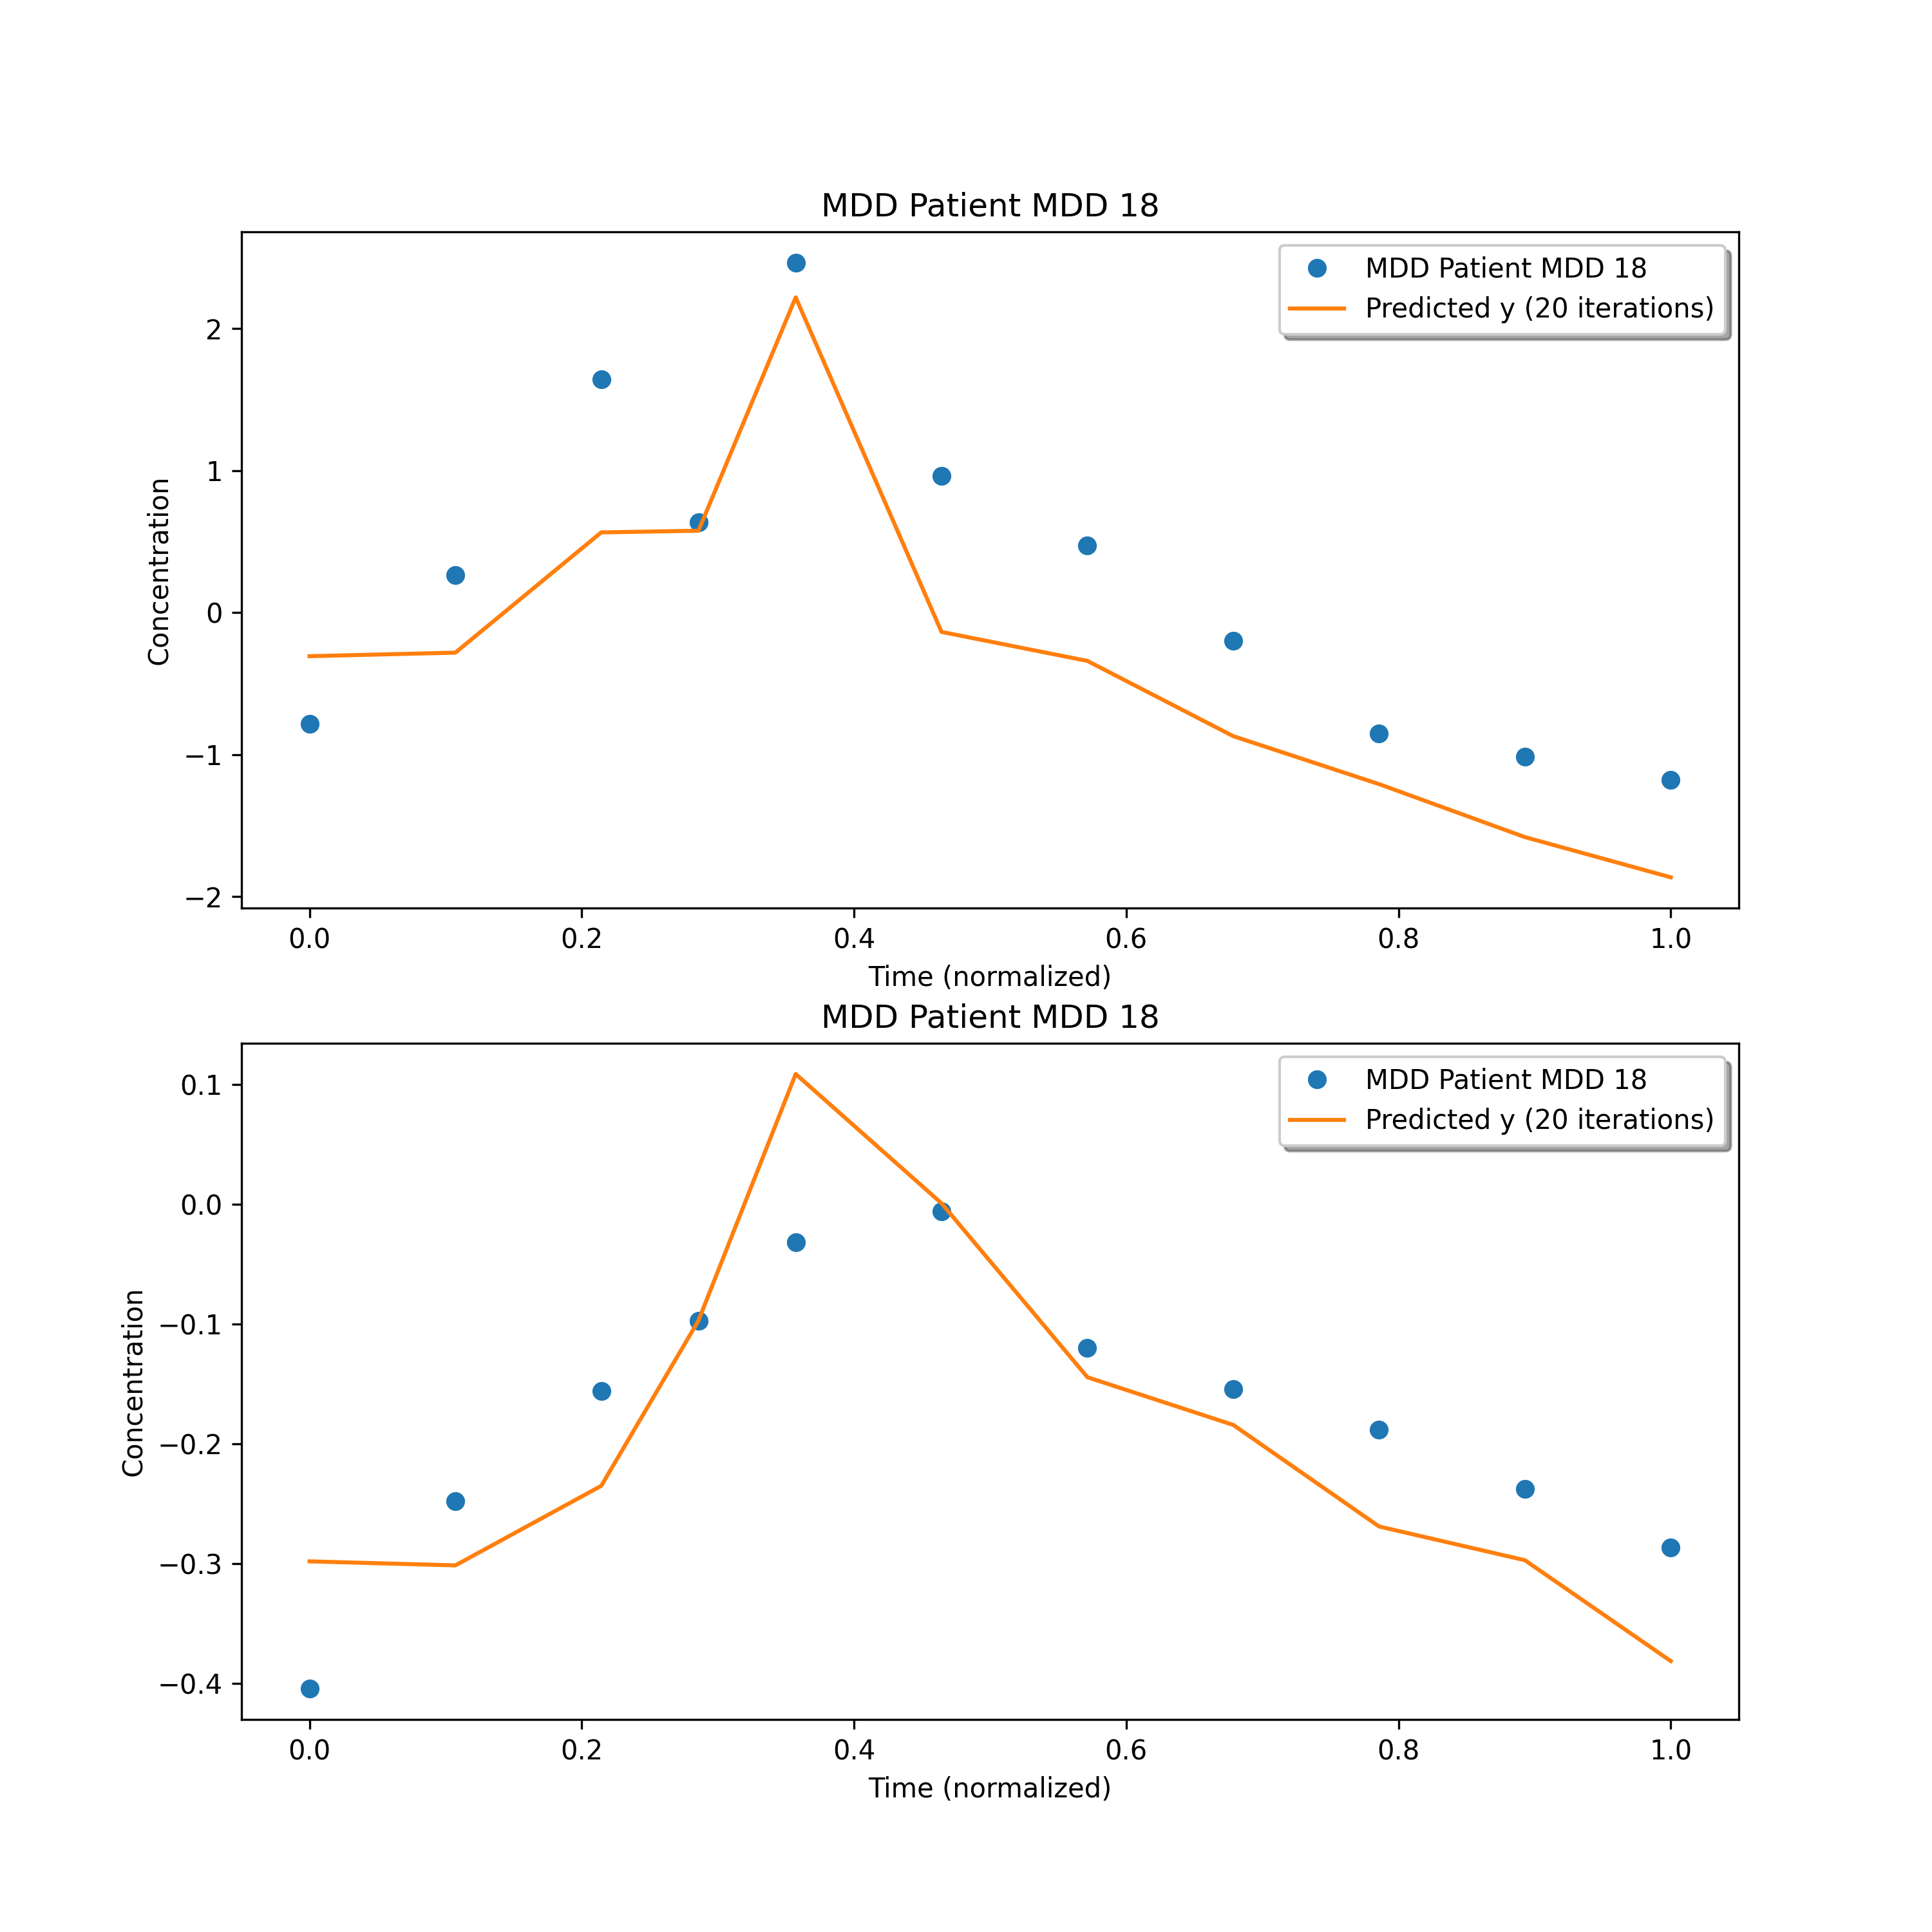 MDD Patient MDD 18
MDD Patient MDD 18
Predicted y (20 iterations)
Concentration
2
1
0
−1
−2
0.0 0.2 0.4 0.6 0.8 1.0
Time (normalized)
MDD Patient MDD 18
MDD Patient MDD 18
Predicted y (20 iterations)
Concentration
0.1
0.0
−0.1
−0.2
−0.3
−0.4
0.0 0.2 0.4 0.6 0.8 1.0
Time (normalized)